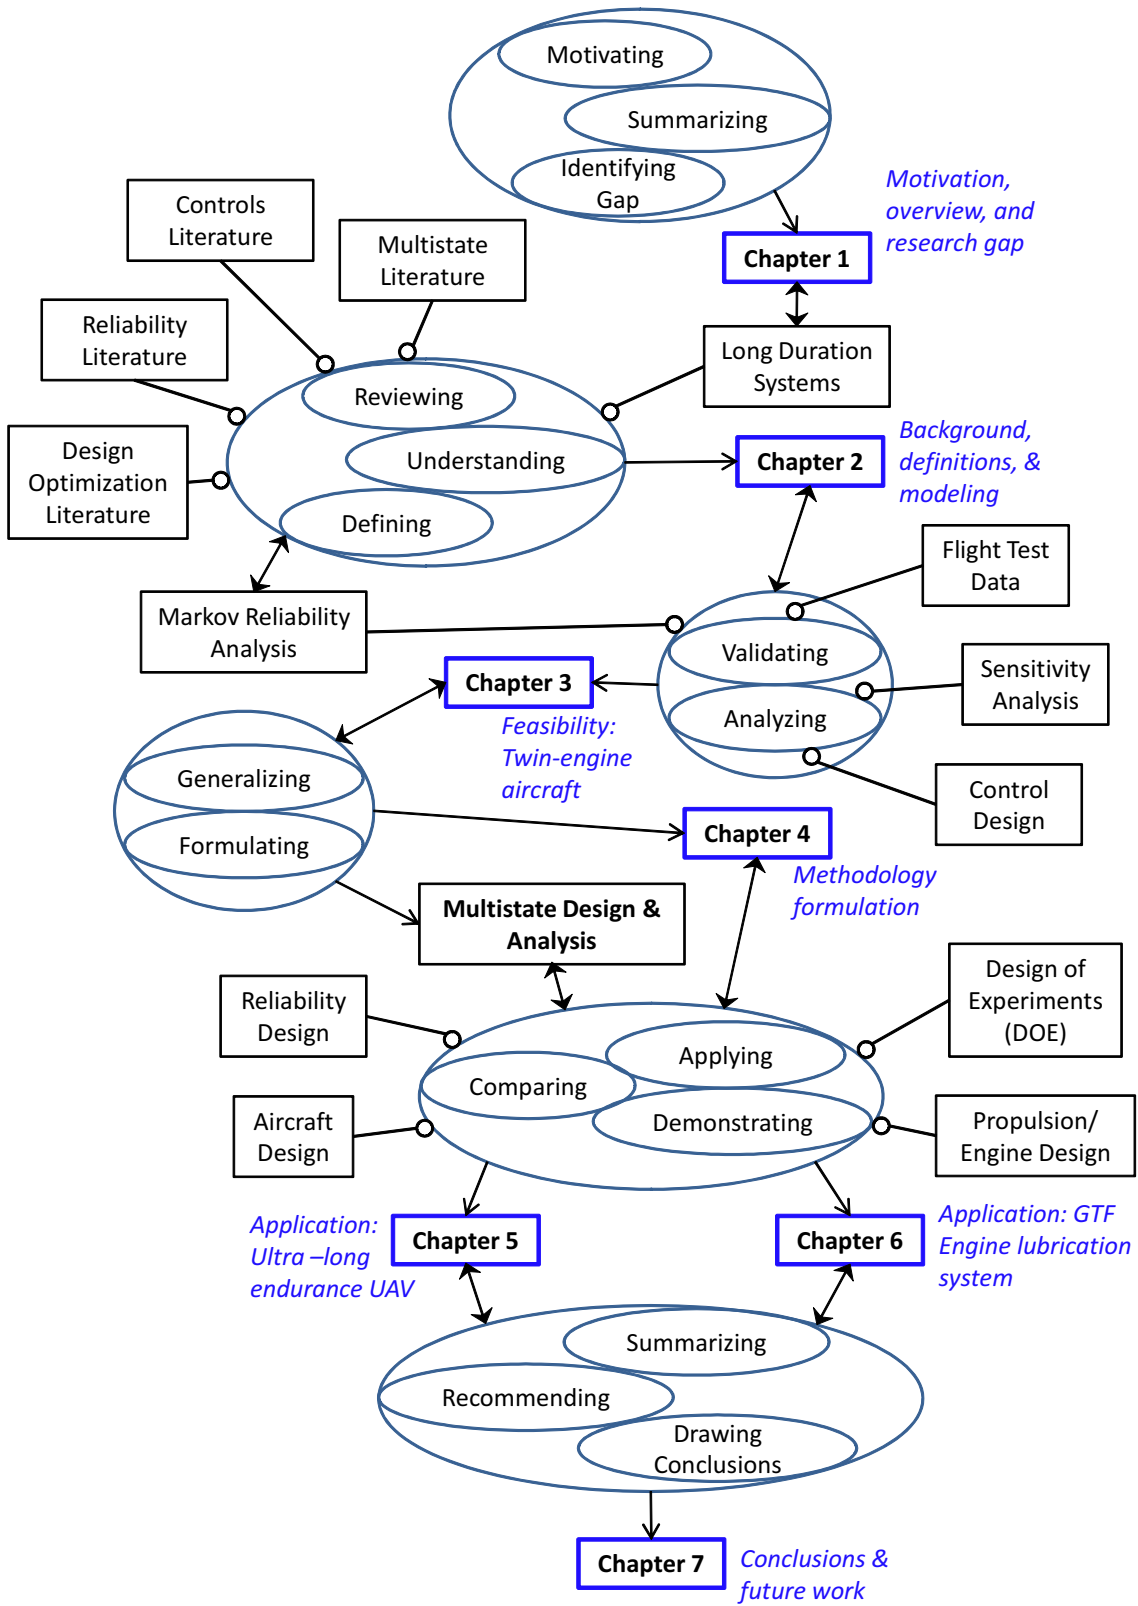 Motivating
Summarizing
Identifying
Gap
Motivation,
overview, and
research gap
Chapter 1
Controls
Literature
Multistate
Literature
Reliability
Literature
Long Duration
Systems
Reviewing
Understanding
Defining
Design
Optimization
Literature
Chapter 2
Background,
definitions, &
modeling
Flight Test
Data
Markov Reliability
Analysis
Validating
Analyzing
Sensitivity
Analysis
Chapter 3
Feasibility:
Twin-engine
aircraft
Generalizing
Formulating
Control
Design
Chapter 4
Methodology
formulation
Multistate Design &
Analysis
Reliability
Design
Design of
Experiments
(DOE)
Applying
Comparing
Demonstrating
Aircraft
Design
Propulsion/
Engine Design
Application:
Ultra –long
endurance UAV
Chapter 5
Chapter 6
Application: GTF
Engine lubrication
system
Summarizing
Recommending
Drawing
Conclusions
Chapter 7
Conclusions &
future work